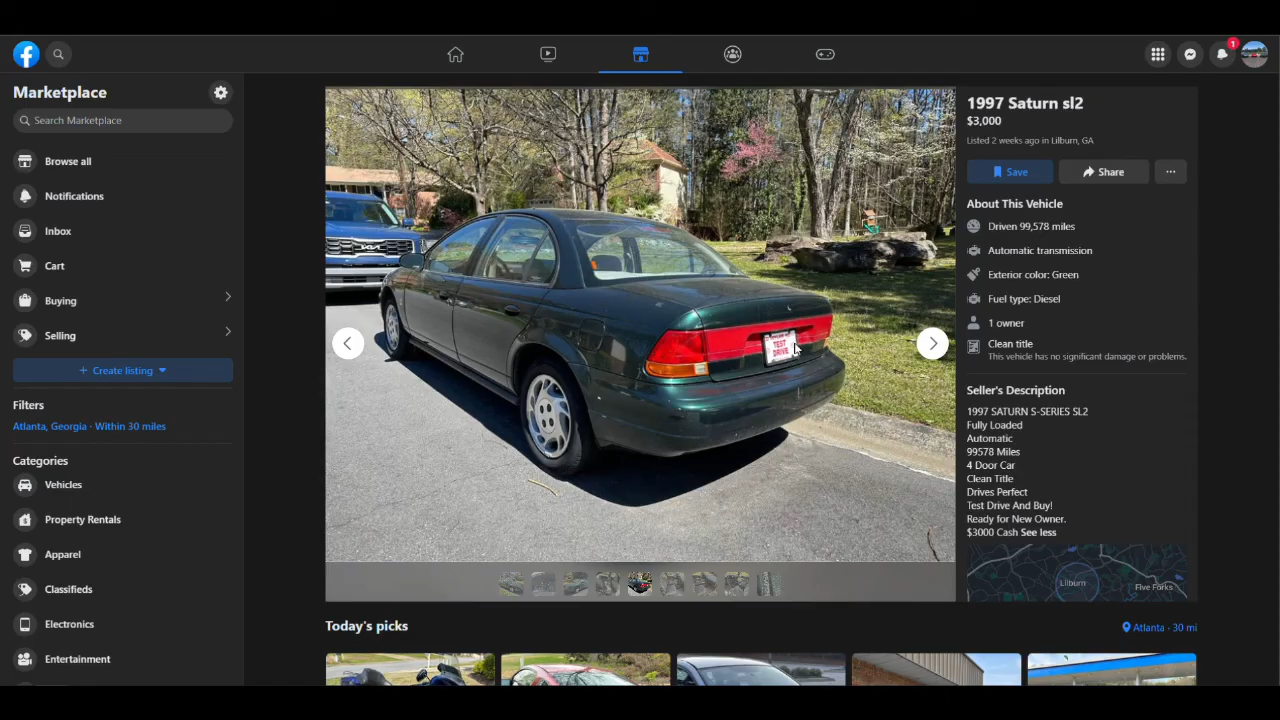 1
Marketplace
Search Marketplace
Browse all
Notifications
Inbox
Cart
Buying
Selling
+ Create listing
Filters
Atlanta, Georgia · Within 30 miles
Categories
Vehicles
Property Rentals
Apparel
Classifieds
Electronics
Entertainment
KIA
TEST
DRIVE
1997 Saturn sl2
$3,000
Listed 2 weeks ago in Lilburn, GA
Save
Share
About This Vehicle
Driven 99,578 miles
Automatic transmission
Exterior color: Green
Fuel type: Diesel
1 owner
Clean title
This vehicle has no significant damage or problems.
Seller's Description
1997 SATURN S-SERIES SL2
Fully Loaded
Automatic
99578 Miles
4 Door Car
Clean Title
Drives Perfect
Test Drive And Buy!
Ready for New Owner.
$3000 Cash See less
Lilburn
Five Forks
Today's picks
Atlanta · 30 mi